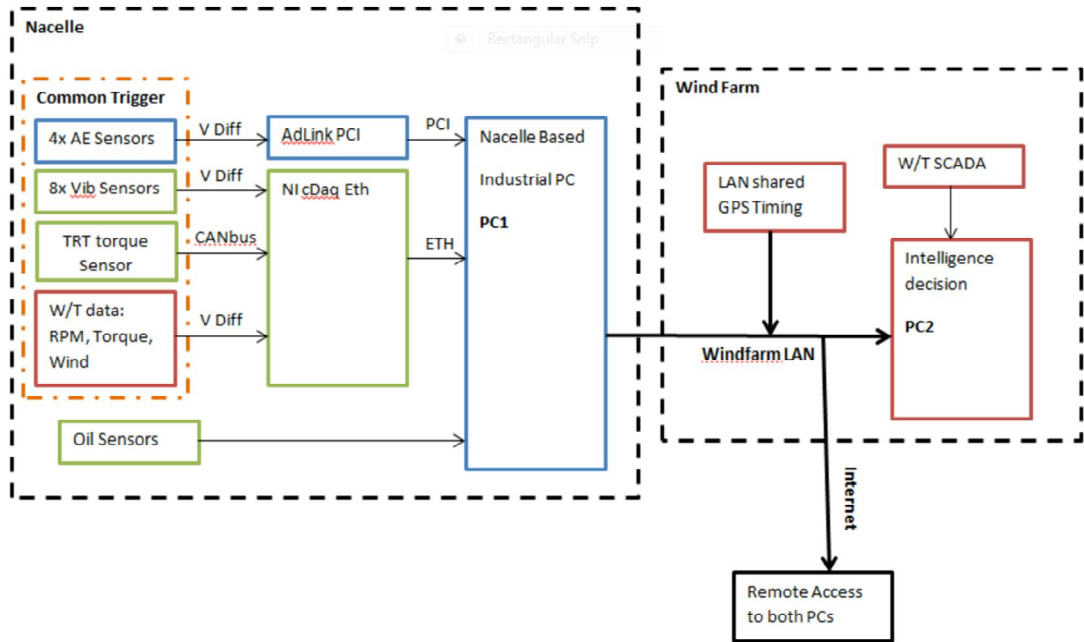 Nacelle
Rectangular Snip
Common Trigger
4x AE Sensors
V Diff
AdLink PCI
PCI
8x Vib Sensors
V Diff
NI cDaq Eth
TRT torque
Sensor
CANbus
ETH
W/T data:
RPM, Torque,
Wind
V Diff
Oil Sensors
Nacelle Based
Industrial PC
PC1
Wind Farm
LAN shared
GPS Timing
W/T SCADA
Intelligence
decision
PC2
Windfarm LAN
Internet
Remote Access
to both PCs